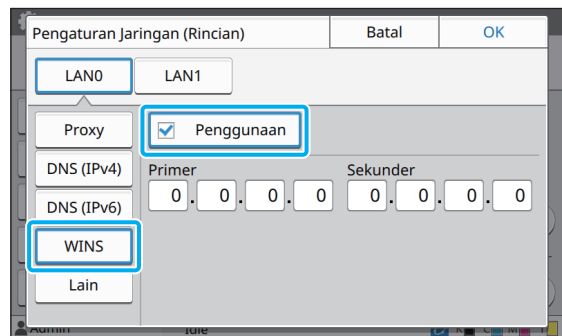 Pengaturan Jaringan (Rincian)
Batal
OK
LAN0
LAN1
Proxy
DNS (IPv4)
DNS (IPv6)
WINS
Lain
Penggunaan
Primer
0. 0. 0. 0
Sekunder
0. 0. 0. 0
Admin
Idle